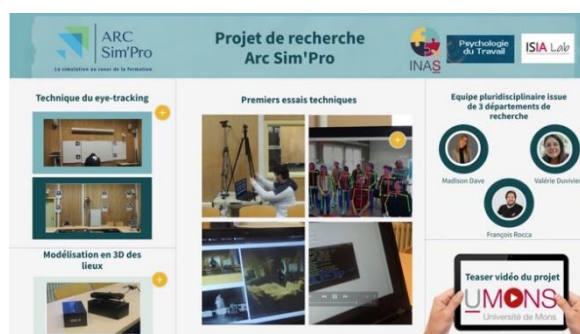 ARC
Sim'Pro
La simulation au coeur de la formation
Projet de recherche
Arc Sim'Pro
INAS
Psychologie
du Travail
ISIA Lab
Technique du eye-tracking
Premiers essais techniques
Equipe pluridisciplinaire issue
de 3 départements de
recherche
Madison Dave
Valérie Duvivier
François Rocca
Modélisation en 3D des
lieux
Teaser vidéo du projet
UMONS
Université de Mons